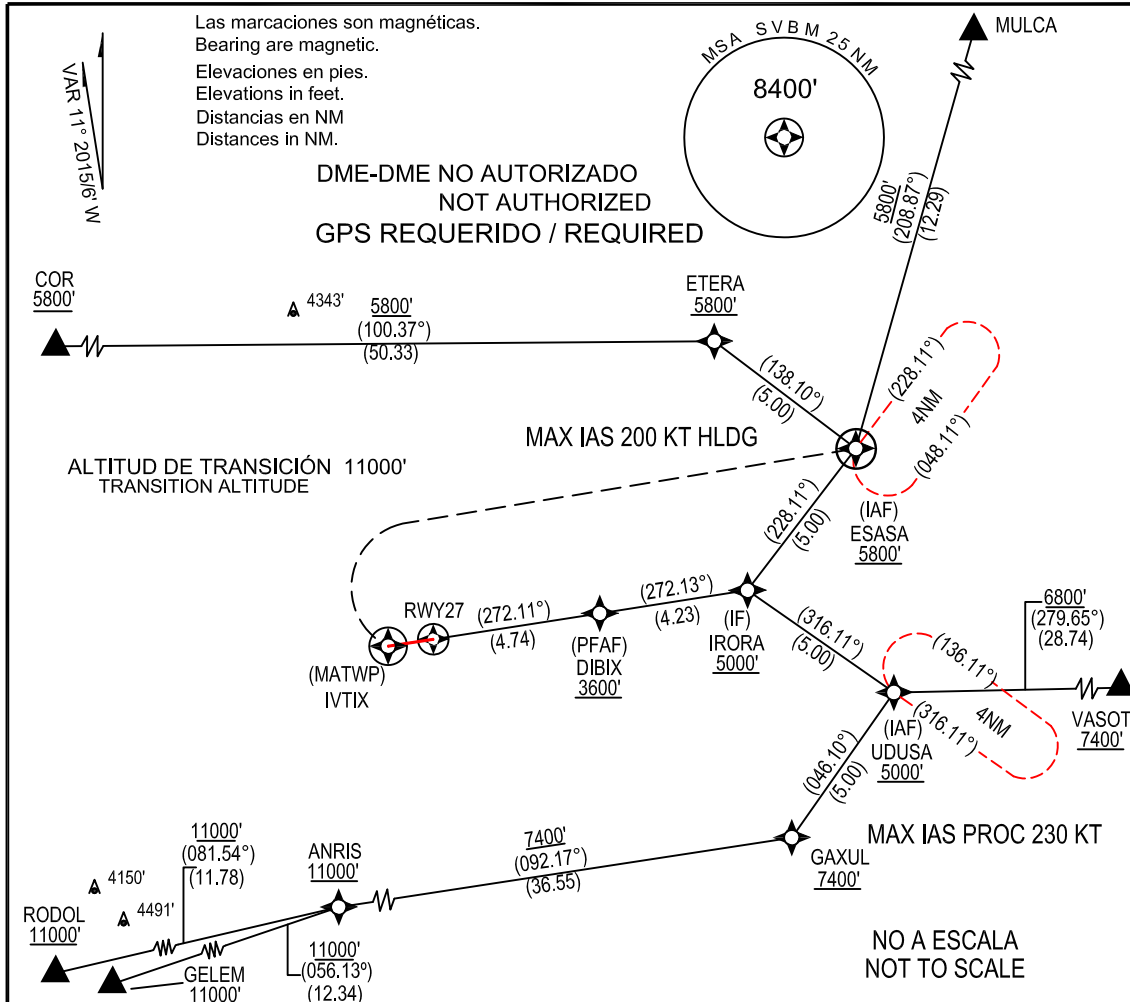 Las marcaciones son magnéticas.
Bearing are magnetic.
Elevaciones en pies.
Elevations in feet.
Distancias en NM
Distances in NM.
VAR 11° 2015/6' W
MSA SVBM 25 NM
8400'
MULCA
DME-DME NO AUTORIZADO
NOT AUTHORIZED
GPS REQUERIDO / REQUIRED
5800'
(208.87°)
(12.29)
COR
5800'
4343'
5800'
(100.37°)
(50.33)
ETERA
5800'
(138.10°)
(5.00)
(228.11°)
4NM
(048.11°)
MAX IAS 200 KT HLDG
ALTITUD DE TRANSICIÓN 11000'
TRANSITION ALTITUDE
(228.11°)
(5.00)
(IAF)
ESASA
5800'
RWY27
(272.11°)
(4.74)
(272.13°)
(4.23)
(MATWP)
IVTIX
(PFAF)
DIBIX
3600'
(IF)
IRORA
5000'
(316.11°)
(5.00)
6800'
(279.65°)
(28.74)
(136.11°)
4NM
(316.11°)
(IAF)
UDUSA
5000'
VASOT
7400'
(046.10°)
(5.00)
MAX IAS PROC 230 KT
GAXUL
7400'
7400'
(092.17°)
(36.55)
ANRIS
11000'
11000'
(081.54°)
(11.78)
4150'
4491'
RODOL
11000'
GELEM
11000'
11000'
(056.13º)
(12.34)
NO A ESCALA
NOT TO SCALE